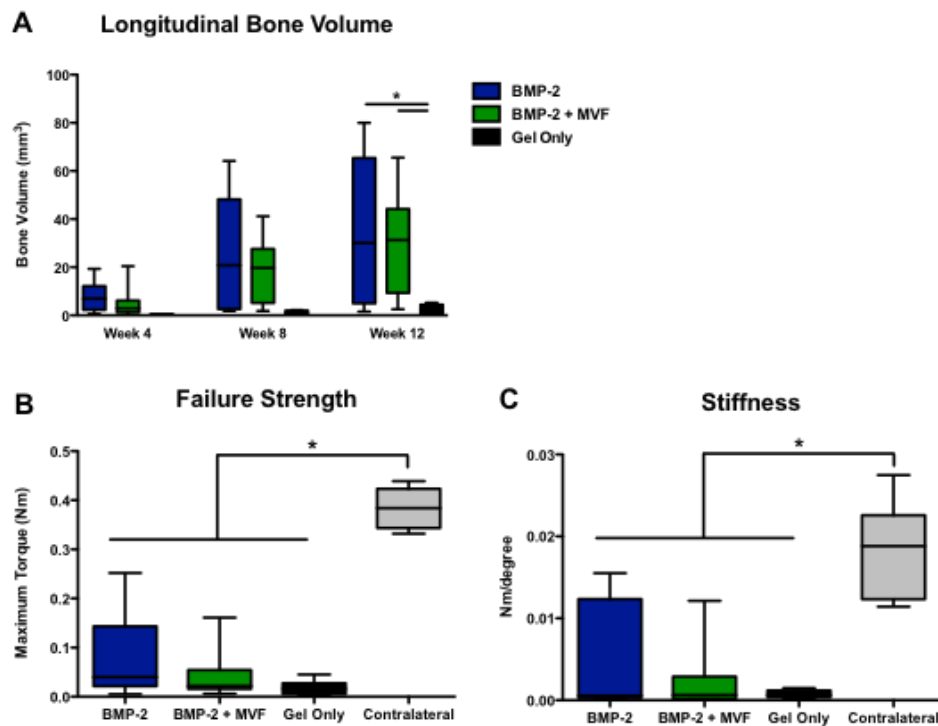 A Longitudinal Bone Volume
Bone Volume (mm³)
100
80
60
40
20
0
*
Week 4 Week 8 Week 12
BMP-2
BMP-2 + MVF
Gel Only
B Failure Strength
Maximum Torque (Nm)
0.5
0.4
0.3
0.2
0.1
0.0
*
BMP-2 BMP-2 + MVF Gel Only Contralateral
C Stiffness
Nm/degree
0.03
0.02
0.01
0.00
*
BMP-2 BMP-2 + MVF Gel Only Contralateral